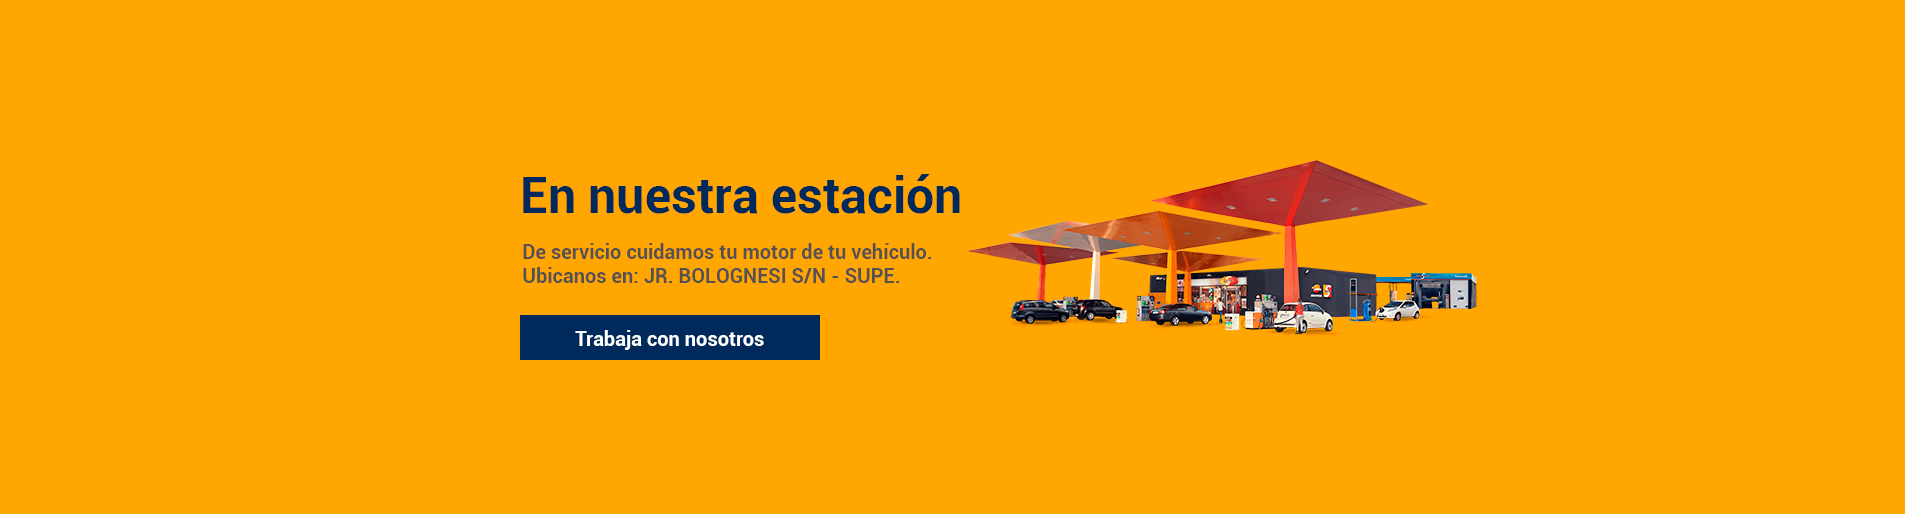 En nuestra estación
De servicio cuidamos tu motor de tu vehículo.
Ubicanos en: JR. BOLOGNESI S/N - SUPE.
Trabaja con nosotros